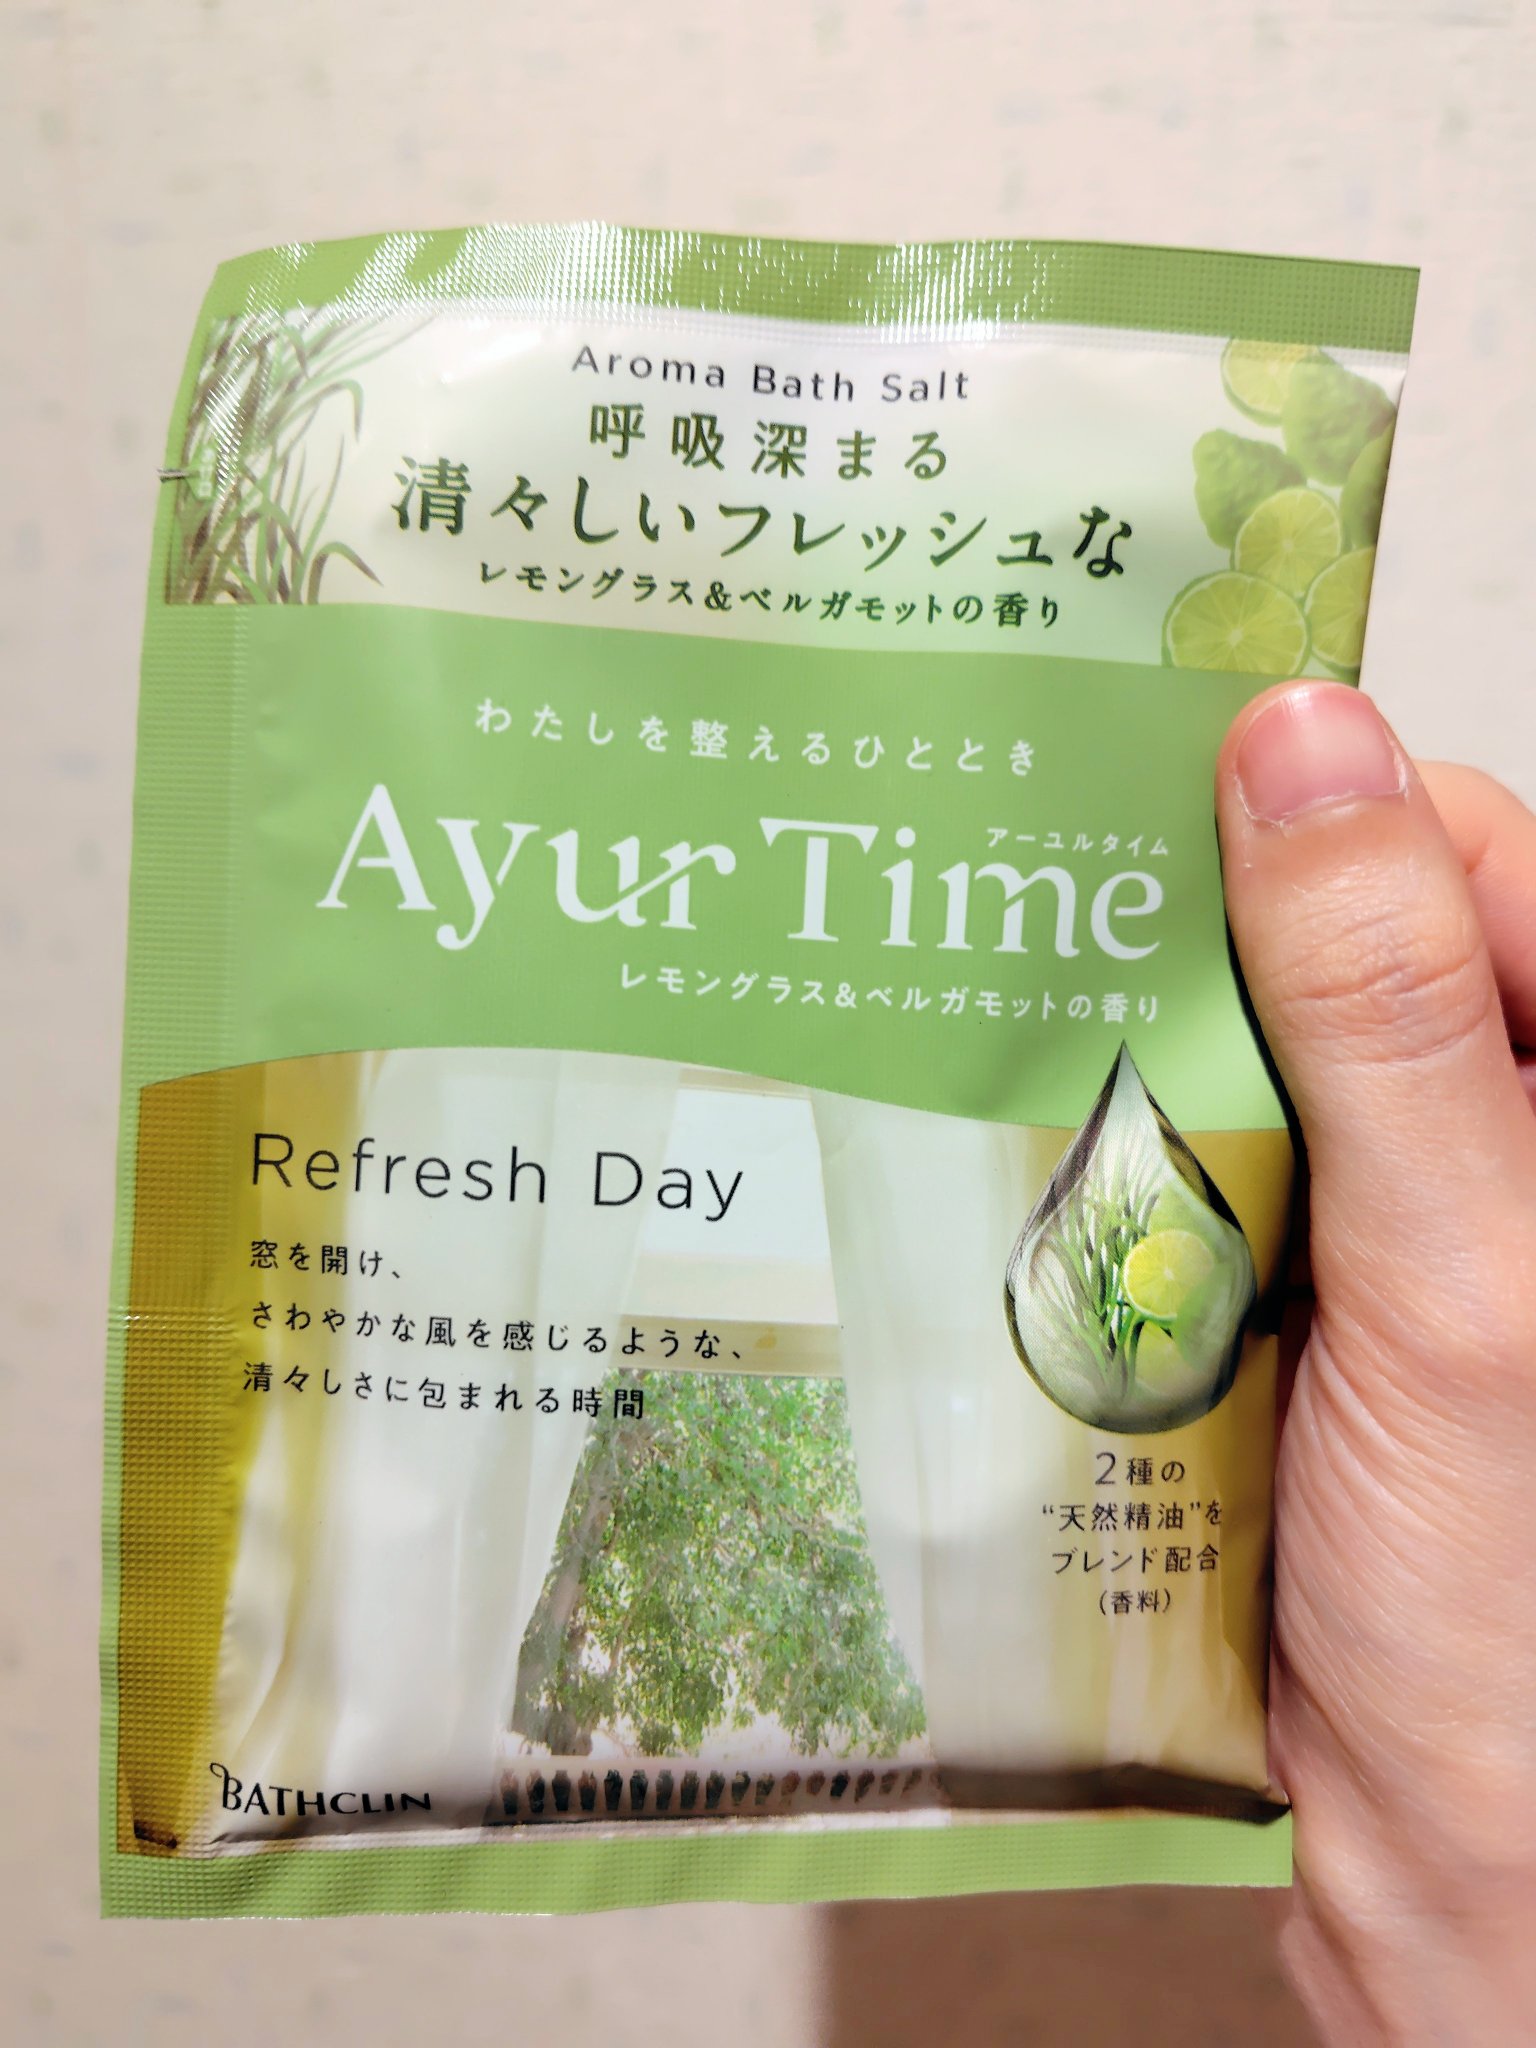 Aroma Bath Salt
呼吸深まる
清々しいフレッシュな
レモングラス&ベルガモットの香り
わたしを整えるひととき
アーユルタイム
Ayur Time
レモングラス&ベルガモットの香り
Refresh Day
窓を開け、
さわやかな風を感じるような、
清々しさに包まれる時間
2種の
“天然精油”を
ブレンド配合
(香料)
BATHCLIN